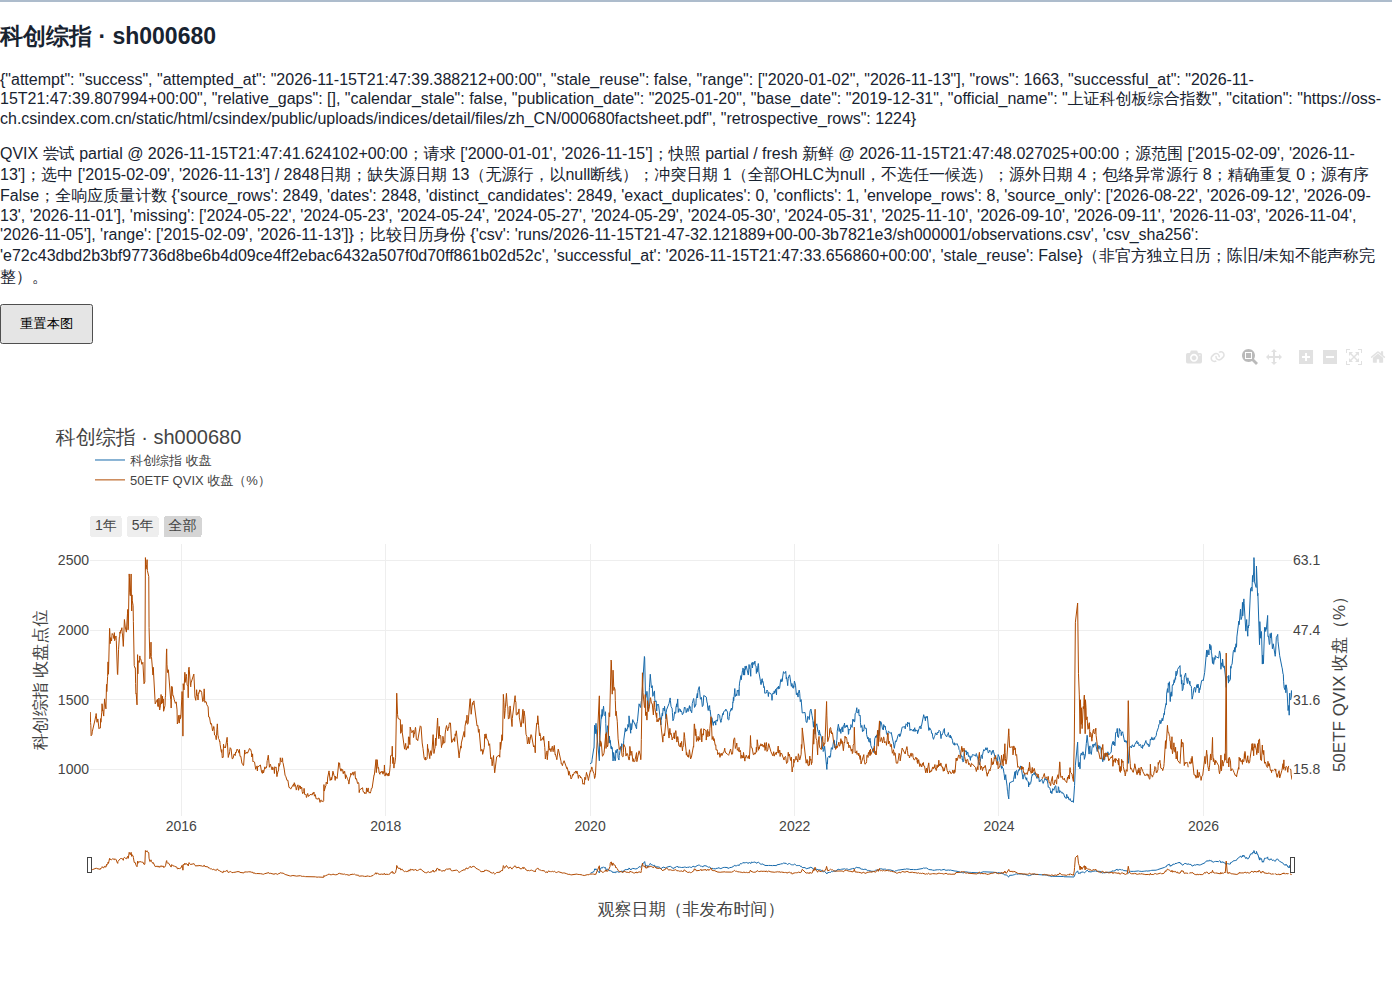 科创综指 · sh000680
{"attempt": "success", "attempted_at": "2026-11-15T21:47:39.388212+00:00", "stale_reuse": false, "range": ["2020-01-02", "2026-11-13"], "rows": 1663, "successful_at": "2026-11-
15T21:47:39.807994+00:00", "relative_gaps": [], "calendar_stale": false, "publication_date": "2025-01-20", "base_date": "2019-12-31", "official_name": "上证科创板综合指数", "citation": "https://oss-
ch.csindex.com.cn/static/html/csindex/public/uploads/indices/detail/files/zh_CN/000680factsheet.pdf", "retrospective_rows": 1224}
QVIX 尝试 partial @ 2026-11-15T21:47:41.624102+00:00；请求 ['2000-01-01', '2026-11-15']；快照 partial / fresh 新鲜 @ 2026-11-15T21:47:48.027025+00:00；源范围 ['2015-02-09', '2026-11-
13']；选中 ['2015-02-09', '2026-11-13'] / 2848日期；缺失源日期 13（无源行，以null断线）；冲突日期 1（全部OHLC为null，不选任一候选）；源外日期 4；包络异常源行 8；精确重复 0；源有序
False；全响应质量计数 {'source_rows': 2849, 'dates': 2848, 'distinct_candidates': 2849, 'exact_duplicates': 0, 'conflicts': 1, 'envelope_rows': 8, 'source_only': ['2026-08-22', '2026-09-12', '2026-09-
13', '2026-11-01'], 'missing': ['2024-05-22', '2024-05-23', '2024-05-24', '2024-05-27', '2024-05-29', '2024-05-30', '2024-05-31', '2025-11-10', '2026-09-10', '2026-09-11', '2026-11-03', '2026-11-04',
'2026-11-05'], 'range': ['2015-02-09', '2026-11-13']}；比较日历身份 {'csv': 'runs/2026-11-15T21-47-32.121889+00-00-3b7821e3/sh000001/observations.csv', 'csv_sha256':
'e72c43dbd2b3bf97736d8be6b4d09ce4ff2ebac6432a507f0d70ff861b02d52c', 'successful_at': '2026-11-15T21:47:33.656860+00:00', 'stale_reuse': False}（非官方独立日历；陈旧/未知不能声称完
整）。
重置本图
科创综指 · sh000680
科创综指 收盘
50ETF QVIX 收盘（%）
1年 5年 全部
2500
2000
1500
1000
科创综指 收盘点位
63.1
47.4
31.6
15.8
50ETF QVIX 收盘（%）
2016 2018 2020 2022 2024 2026
观察日期（非发布时间）